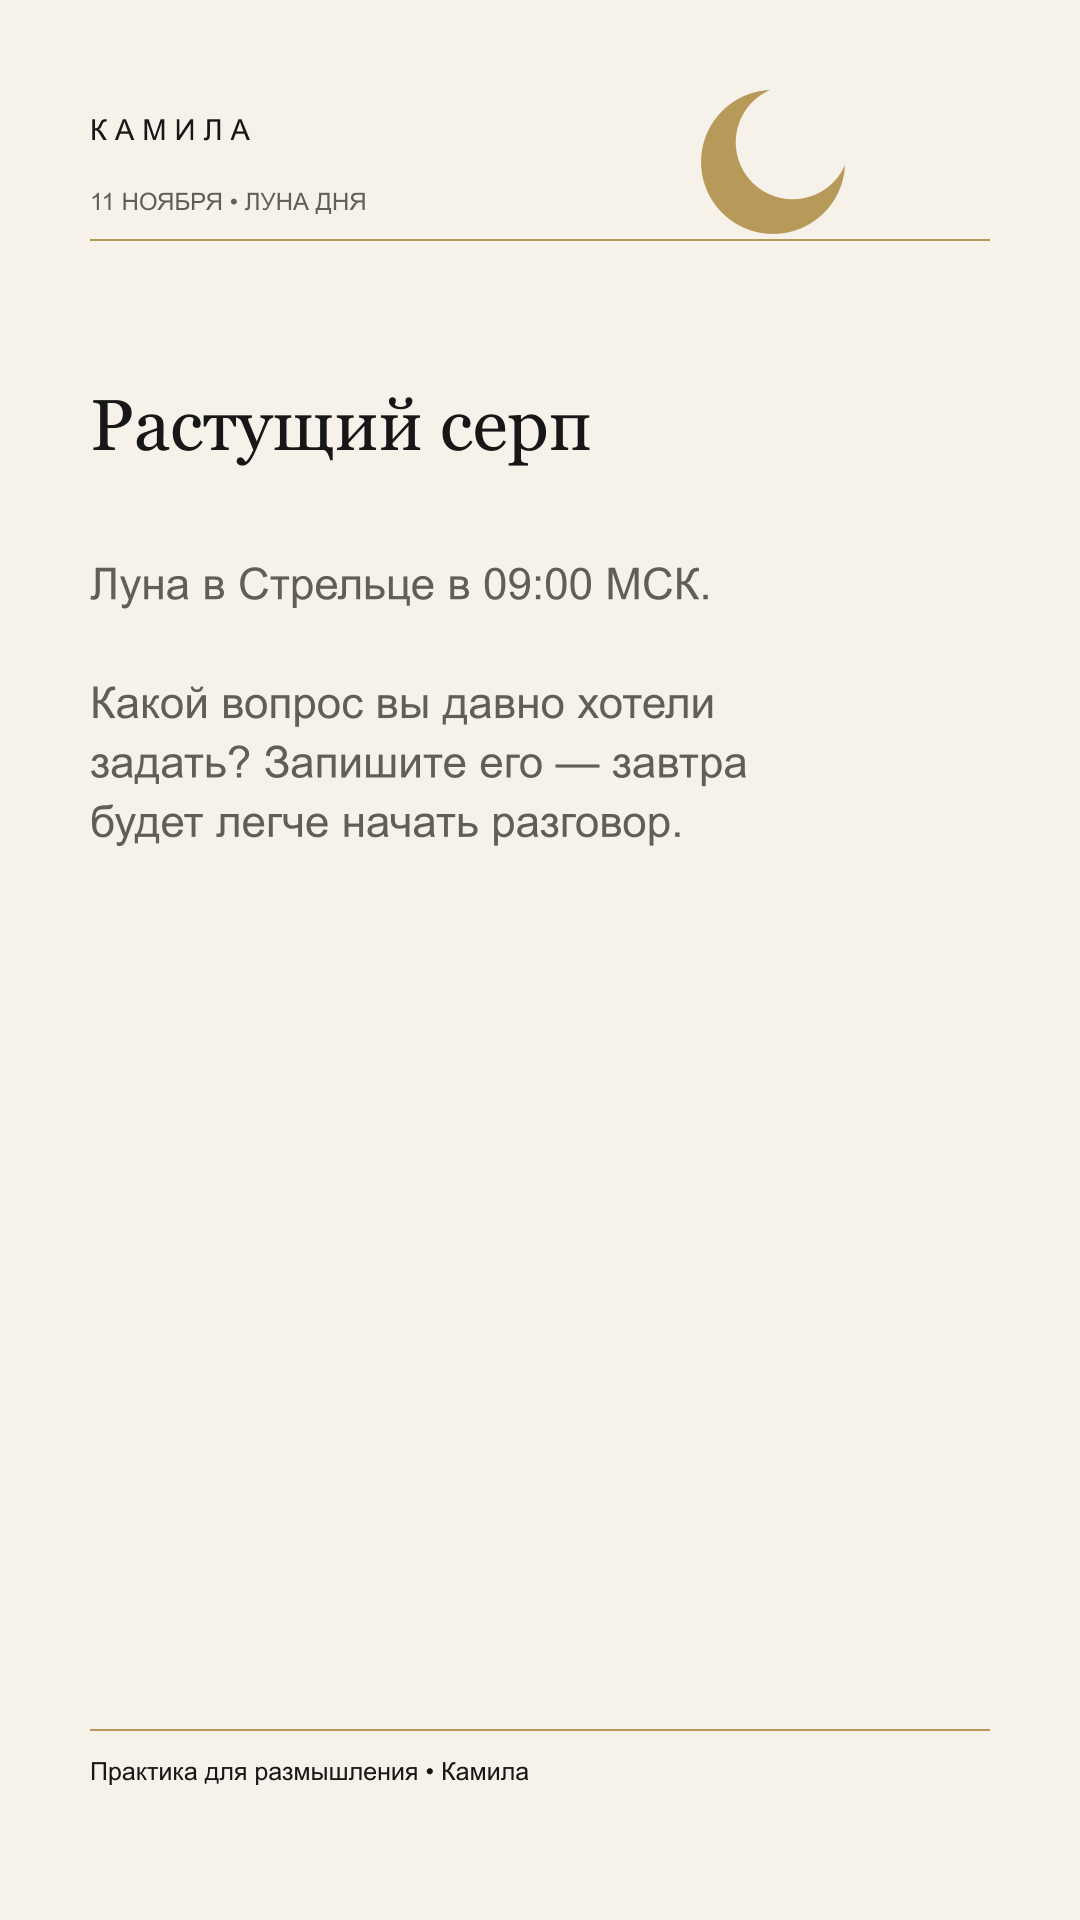 КАМИЛА
11 НОЯБРЯ • ЛУНА ДНЯ
Растущий серп
Луна в Стрельце в 09:00 МСК.
Какой вопрос вы давно хотели
задать? Запишите его — завтра
будет легче начать разговор.
Практика для размышления • Камила